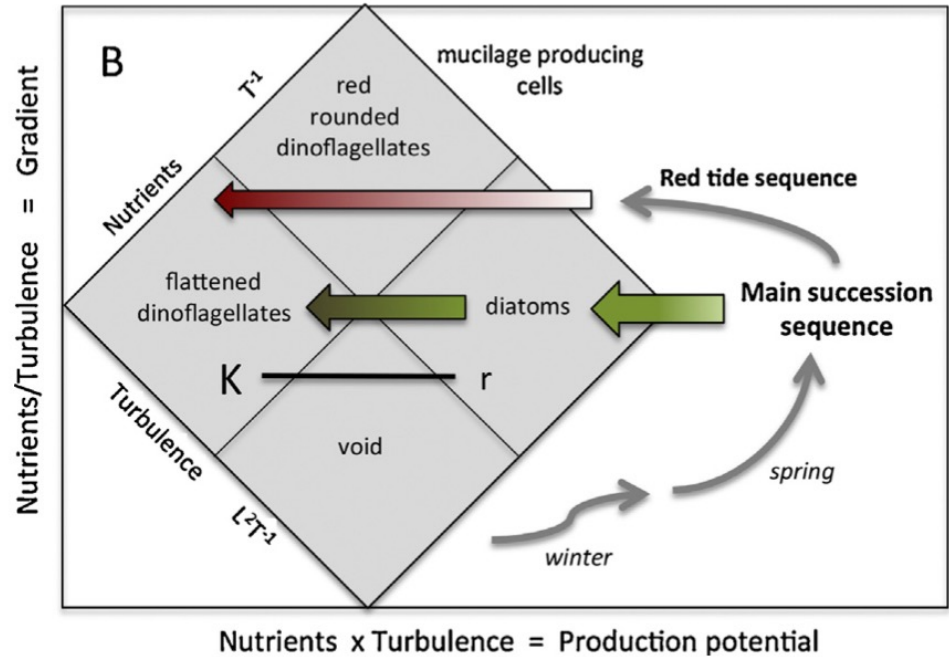 B
T⁻¹
mucilage producing
cells
red
rounded
dinoflagellates
Nutrients
Red tide sequence
flattened
dinoflagellates
diatoms
Main succession
sequence
K
r
Turbulence
void
L²T⁻¹
spring
winter
Nutrients/Turbulence = Gradient
Nutrients x Turbulence = Production potential